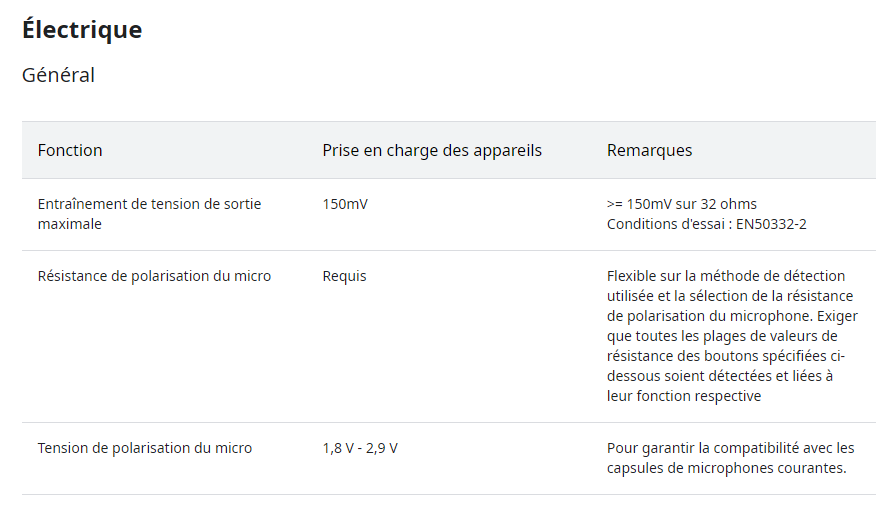 Électrique
Général
Fonction
Prise en charge des appareils
Remarques
Entraînement de tension de sortie
maximale
150mV
>= 150mV sur 32 ohms
Conditions d'essai : EN50332-2
Résistance de polarisation du micro
Requis
Flexible sur la méthode de détection
utilisée et la sélection de la résistance
de polarisation du microphone. Exiger
que toutes les plages de valeurs de
résistance des boutons spécifiées ci-
dessous soient détectées et liées à
leur fonction respective
Tension de polarisation du micro
1,8 V - 2,9 V
Pour garantir la compatibilité avec les
capsules de microphones courantes.